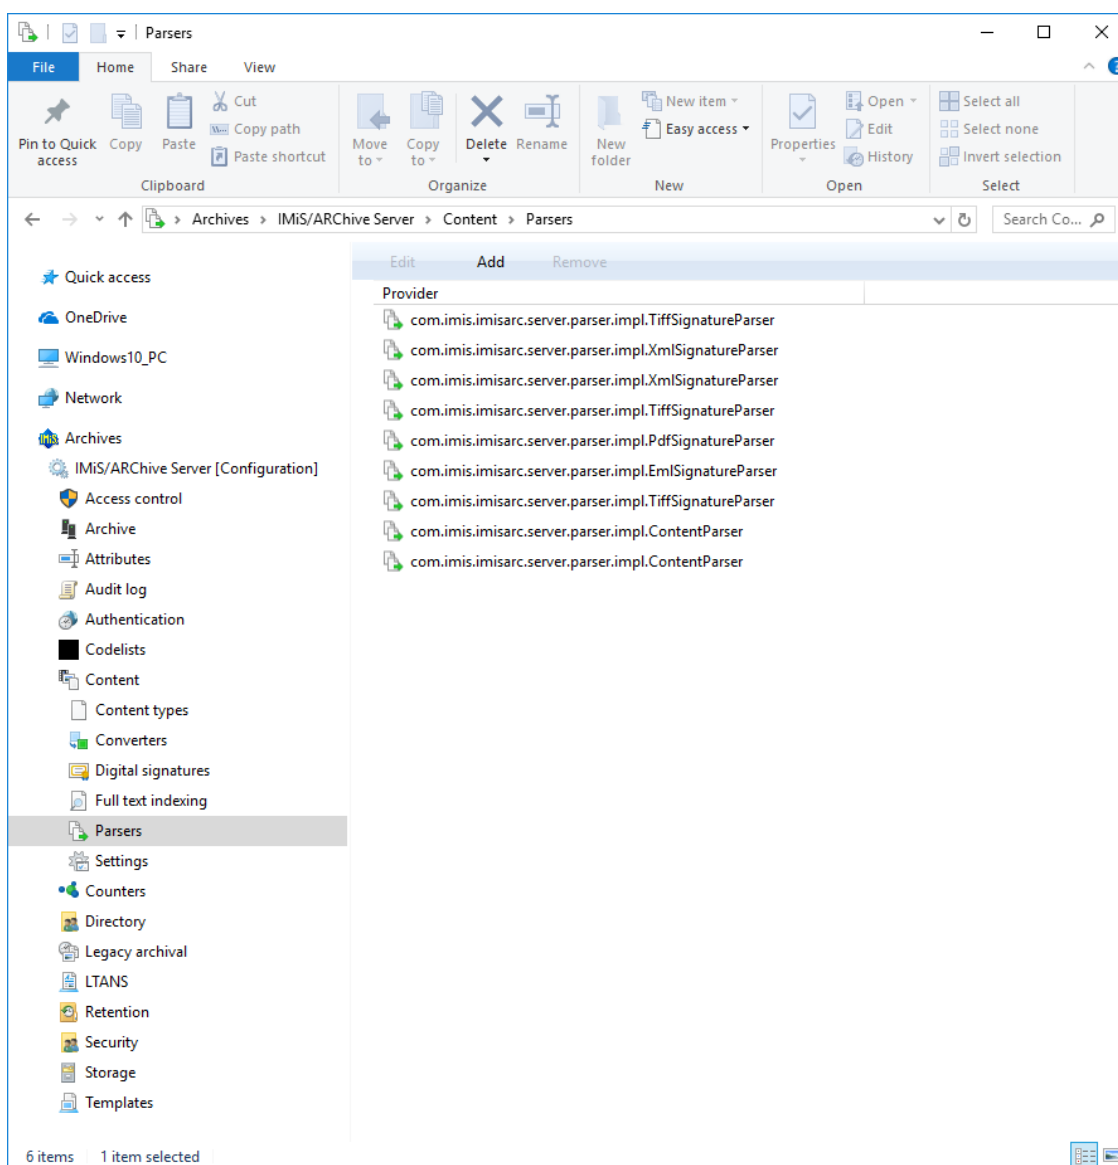 Parsers
File Home Share View
Pin to Quick access
Copy
Paste
Cut
Copy path
Paste shortcut
Clipboard
Move to
Copy to
Delete
Rename
Organize
New folder
New item
Easy access
New
Properties
Open
Edit
History
Open
Select all
Select none
Invert selection
Select
Archives > IMiS/ARChive Server > Content > Parsers
Search Co...
Quick access
OneDrive
Windows10_PC
Network
Archives
IMiS/ARChive Server [Configuration]
Access control
Archive
Attributes
Audit log
Authentication
Codelists
Content
Content types
Converters
Digital signatures
Full text indexing
Parsers
Settings
Counters
Directory
Legacy archival
LTANS
Retention
Security
Storage
Templates
Edit Add Remove
Provider
com.imis.imisarc.server.parser.impl.TiffSignatureParser
com.imis.imisarc.server.parser.impl.XmlSignatureParser
com.imis.imisarc.server.parser.impl.XmlSignatureParser
com.imis.imisarc.server.parser.impl.TiffSignatureParser
com.imis.imisarc.server.parser.impl.PdfSignatureParser
com.imis.imisarc.server.parser.impl.EmlSignatureParser
com.imis.imisarc.server.parser.impl.TiffSignatureParser
com.imis.imisarc.server.parser.impl.ContentParser
com.imis.imisarc.server.parser.impl.ContentParser
6 items 1 item selected